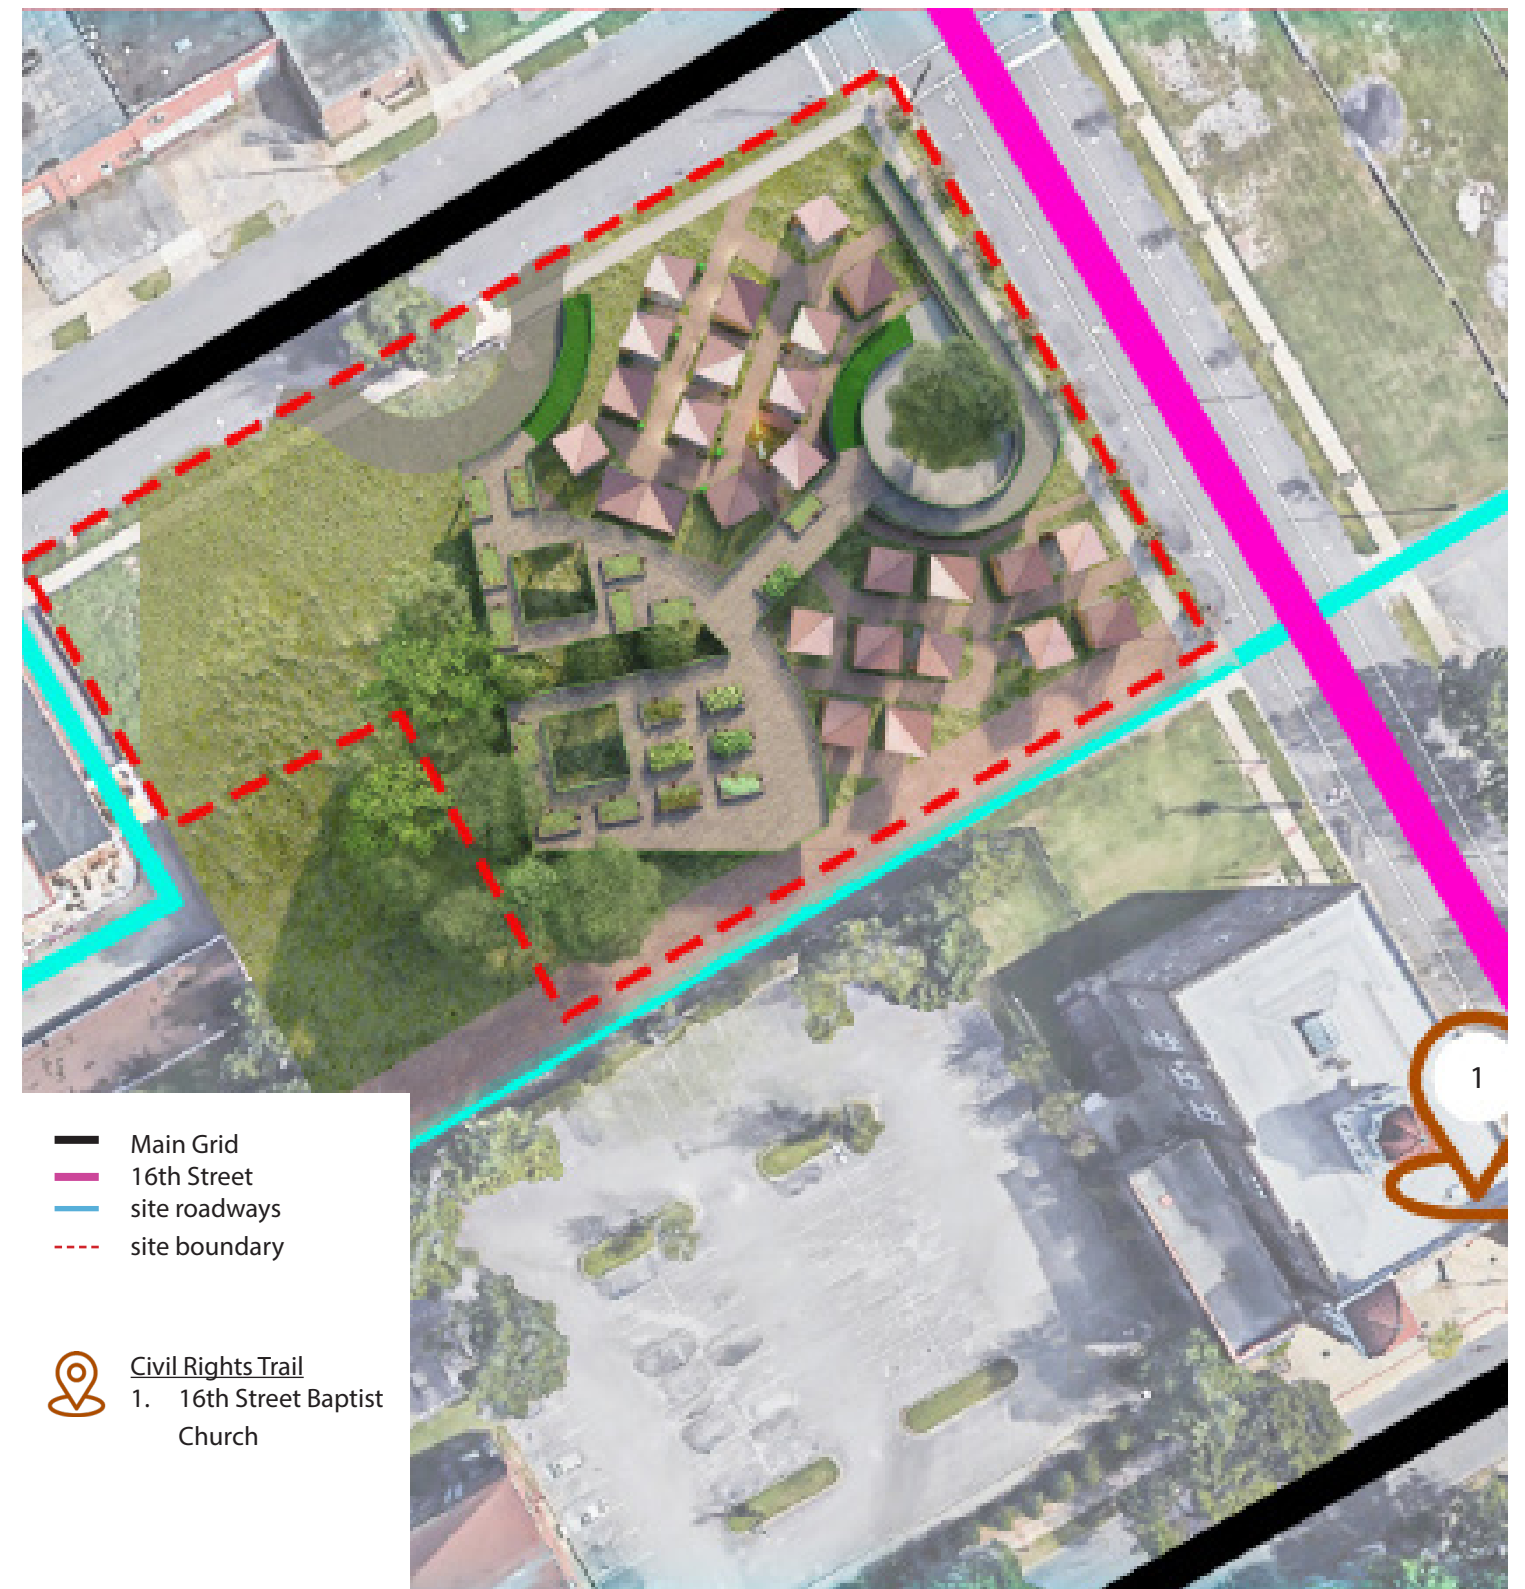 1
Main Grid
16th Street
site roadways
site boundary
Civil Rights Trail
1. 16th Street Baptist
Church